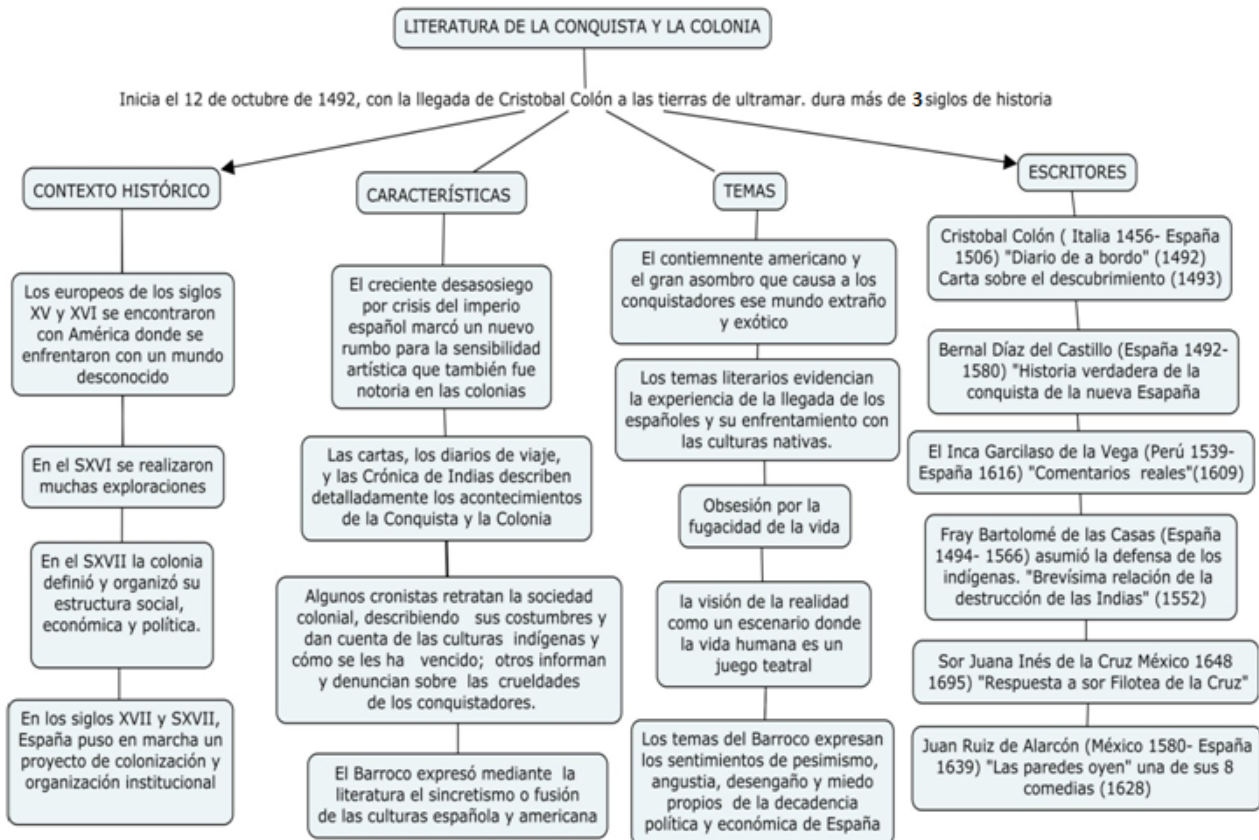 LITERATURA DE LA CONQUISTA Y LA COLONIA
Inicia el 12 de octubre de 1492, con la llegada de Cristobal Colón a las tierras de ultramar. dura más de 3 siglos de historia
CONTEXTO HISTÓRICO
Los europeos de los siglos
XV y XVI se encontraron
con América donde se
enfrentaron con un mundo
desconocido
En el SXVI se realizaron
muchas exploraciones
En el SXVII la colonia
definió y organizó su
estructura social,
económica y política.
En los siglos XVII y SXVII,
España puso en marcha un
proyecto de colonización y
organización institucional
CARACTERÍSTICAS
El creciente desasosiego
por crisis del imperio
español marcó un nuevo
rumbo para la sensibilidad
artística que también fue
notoria en las colonias
Las cartas, los diarios de viaje,
y las Crónica de Indias describen
detalladamente los acontecimientos
de la Conquista y la Colonia
Algunos cronistas retratan la sociedad
colonial, describiendo sus costumbres y
dan cuenta de las culturas indígenas y
cómo se les ha vencido; otros informan
y denuncian sobre las crueldades
de los conquistadores.
El Barroco expresó mediante la
literatura el sincretismo o fusión
de las culturas española y americana
TEMAS
El contiemnente americano y
el gran asombro que causa a los
conquistadores ese mundo extraño
y exótico
Los temas literarios evidencian
la experiencia de la llegada de los
españoles y su enfrentamiento con
las culturas nativas.
Obsesión por la
fugacidad de la vida
la visión de la realidad
como un escenario donde
la vida humana es un
juego teatral
Los temas del Barroco expresan
los sentimientos de pesimismo,
angustia, desengaño y miedo
propios de la decadencia
política y económica de España
ESCRITORES
Cristobal Colón ( Italia 1456- España
1506) "Diario de a bordo" (1492)
Carta sobre el descubrimiento (1493)
Bernal Díaz del Castillo (España 1492-
1580) "Historia verdadera de la
conquista de la nueva Esapaña
El Inca Garcilaso de la Vega (Perú 1539-
España 1616) "Comentarios reales"(1609)
Fray Bartolomé de las Casas (España
1494- 1566) asumió la defensa de los
indígenas. "Brevísima relación de la
destrucción de las Indias" (1552)
Sor Juana Inés de la Cruz México 1648
1695) "Respuesta a sor Filotea de la Cruz"
Juan Ruiz de Alarcón (México 1580- España
1639) "Las paredes oyen" una de sus 8
comedias (1628)